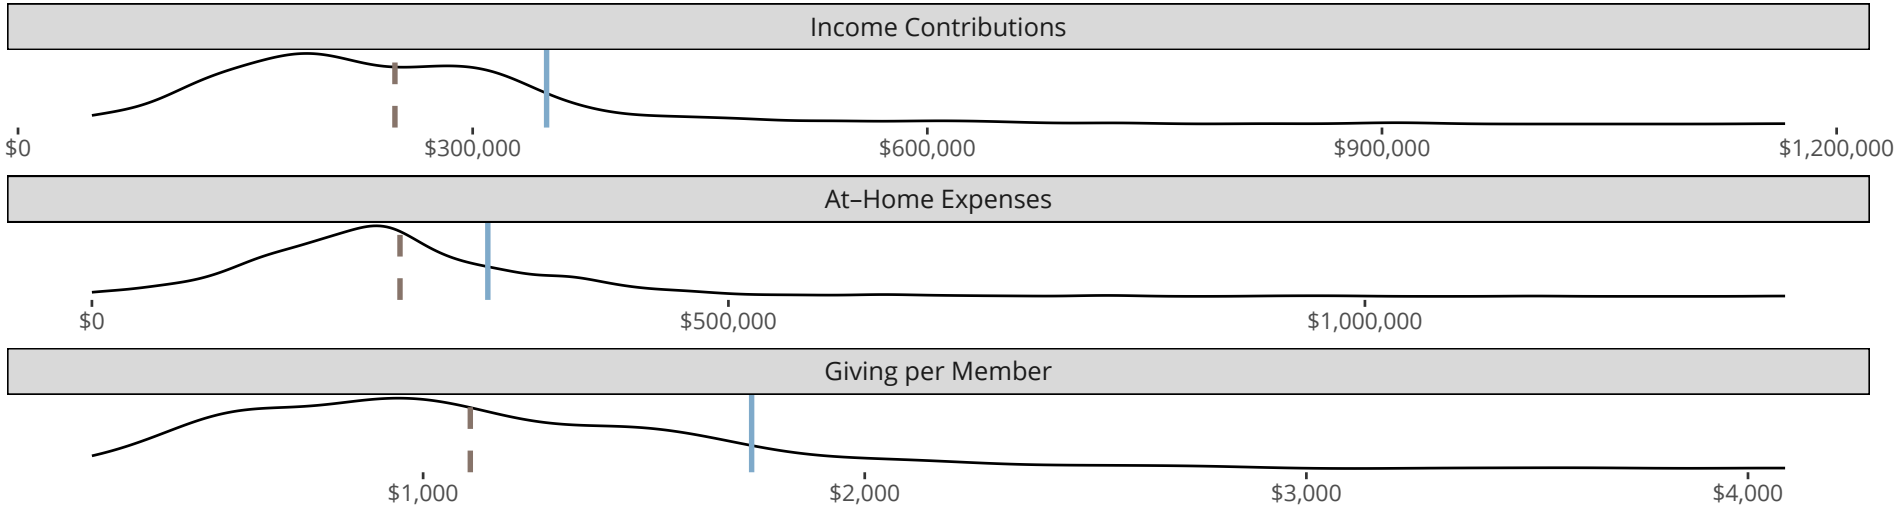 Income Contributions
$0 $300,000 $600,000 $900,000 $1,200,000
At–Home Expenses
$0 $500,000 $1,000,000
Giving per Member
$1,000 $2,000 $3,000 $4,000